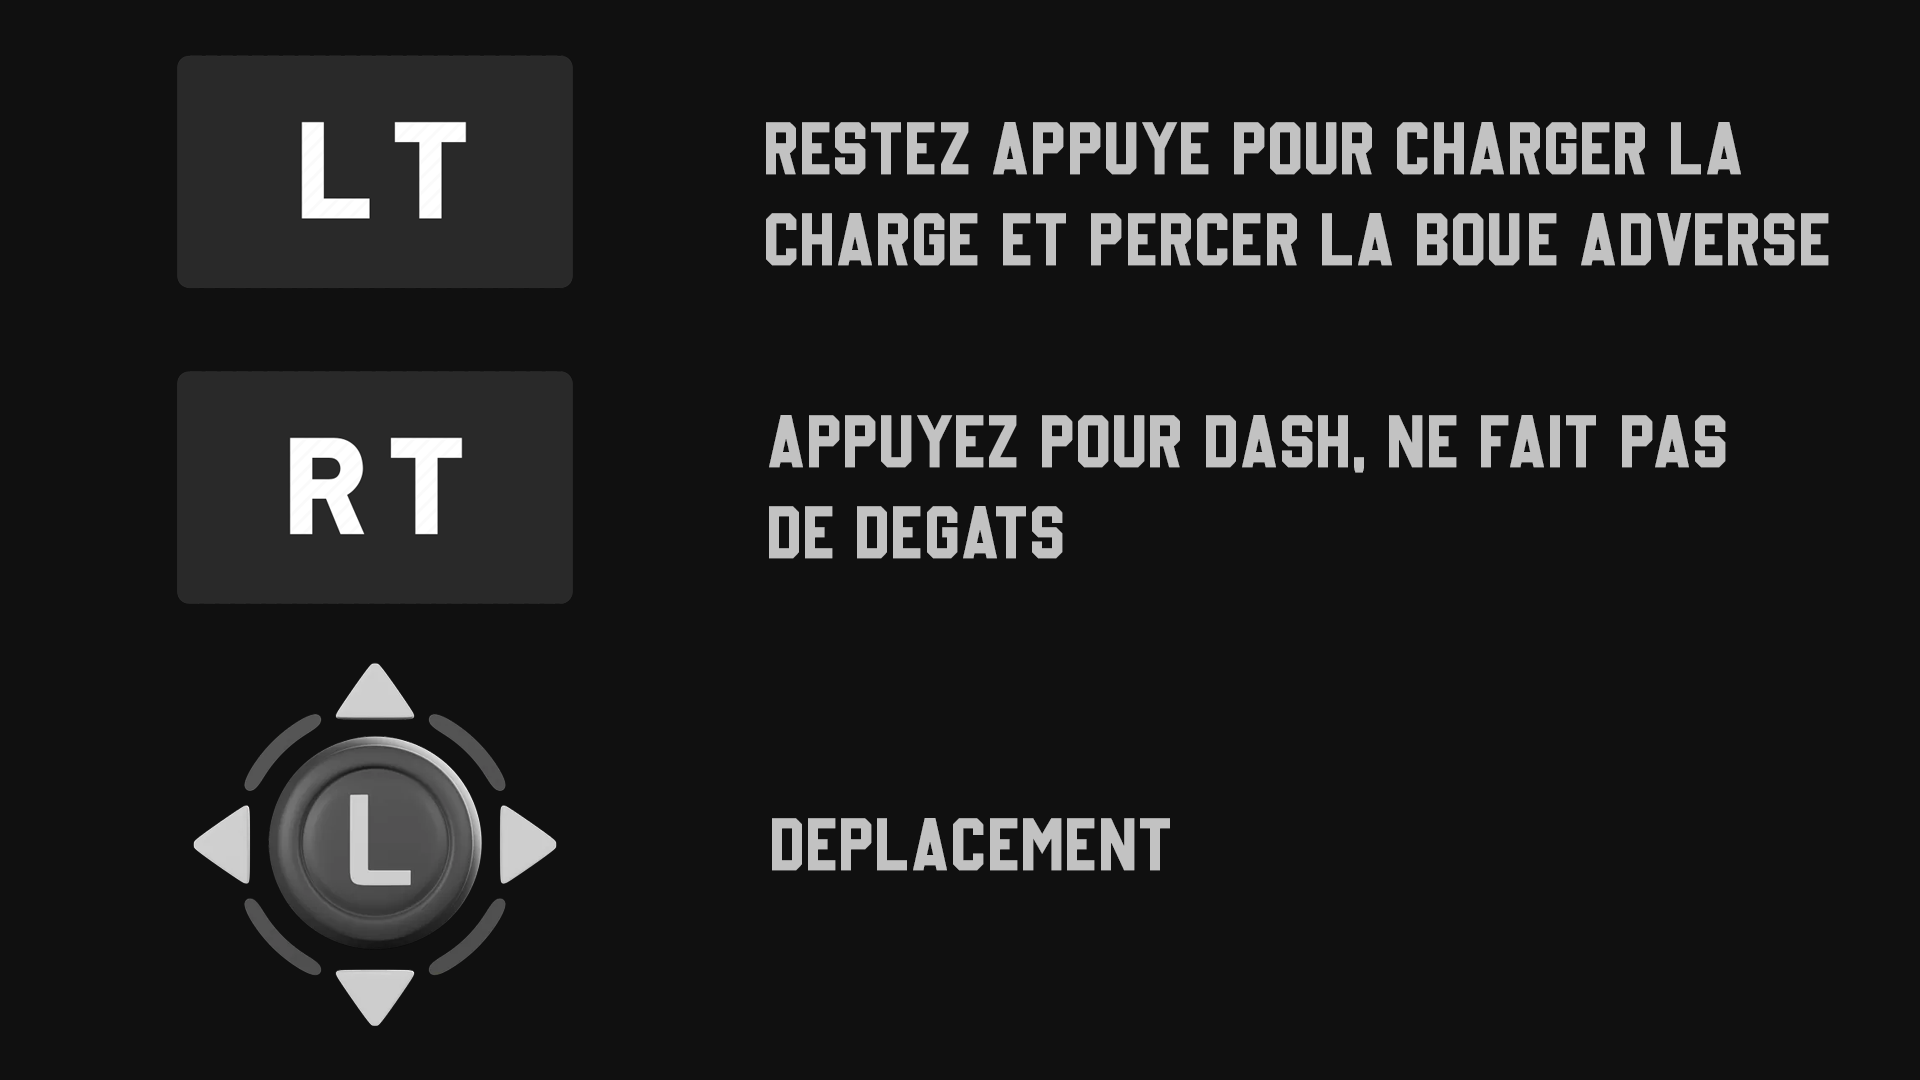 LT
RESTEZ APPUYE POUR CHARGER LA
CHARGE ET PERCER LA BOUE ADVERSE
RT
APPUYEZ POUR DASH, NE FAIT PAS
DE DEGATS
L
DEPLACEMENT